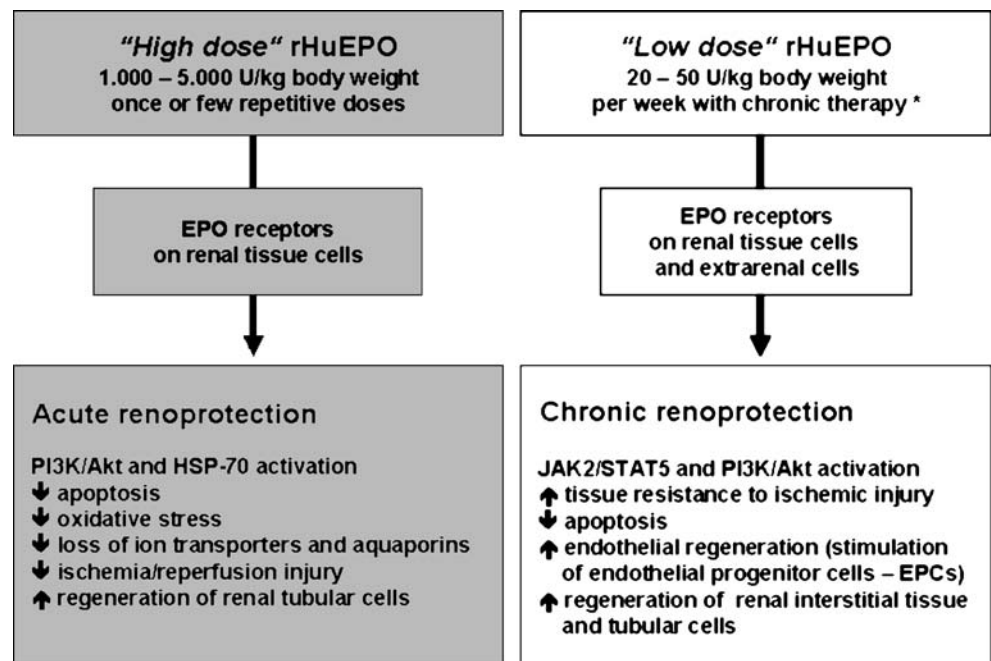 “High dose“ rHuEPO
1.000 – 5.000 U/kg body weight
once or few repetitive doses
EPO receptors
on renal tissue cells
Acute renoprotection
PI3K/Akt and HSP-70 activation
↓ apoptosis
↓ oxidative stress
↓ loss of ion transporters and aquaporins
↓ ischemia/reperfusion injury
↑ regeneration of renal tubular cells
“Low dose“ rHuEPO
20 – 50 U/kg body weight
per week with chronic therapy *
EPO receptors
on renal tissue cells
and extrarenal cells
Chronic renoprotection
JAK2/STAT5 and PI3K/Akt activation
↑ tissue resistance to ischemic injury
↓ apoptosis
↑ endothelial regeneration (stimulation
of endothelial progenitor cells – EPCs)
↑ regeneration of renal interstitial tissue
and tubular cells